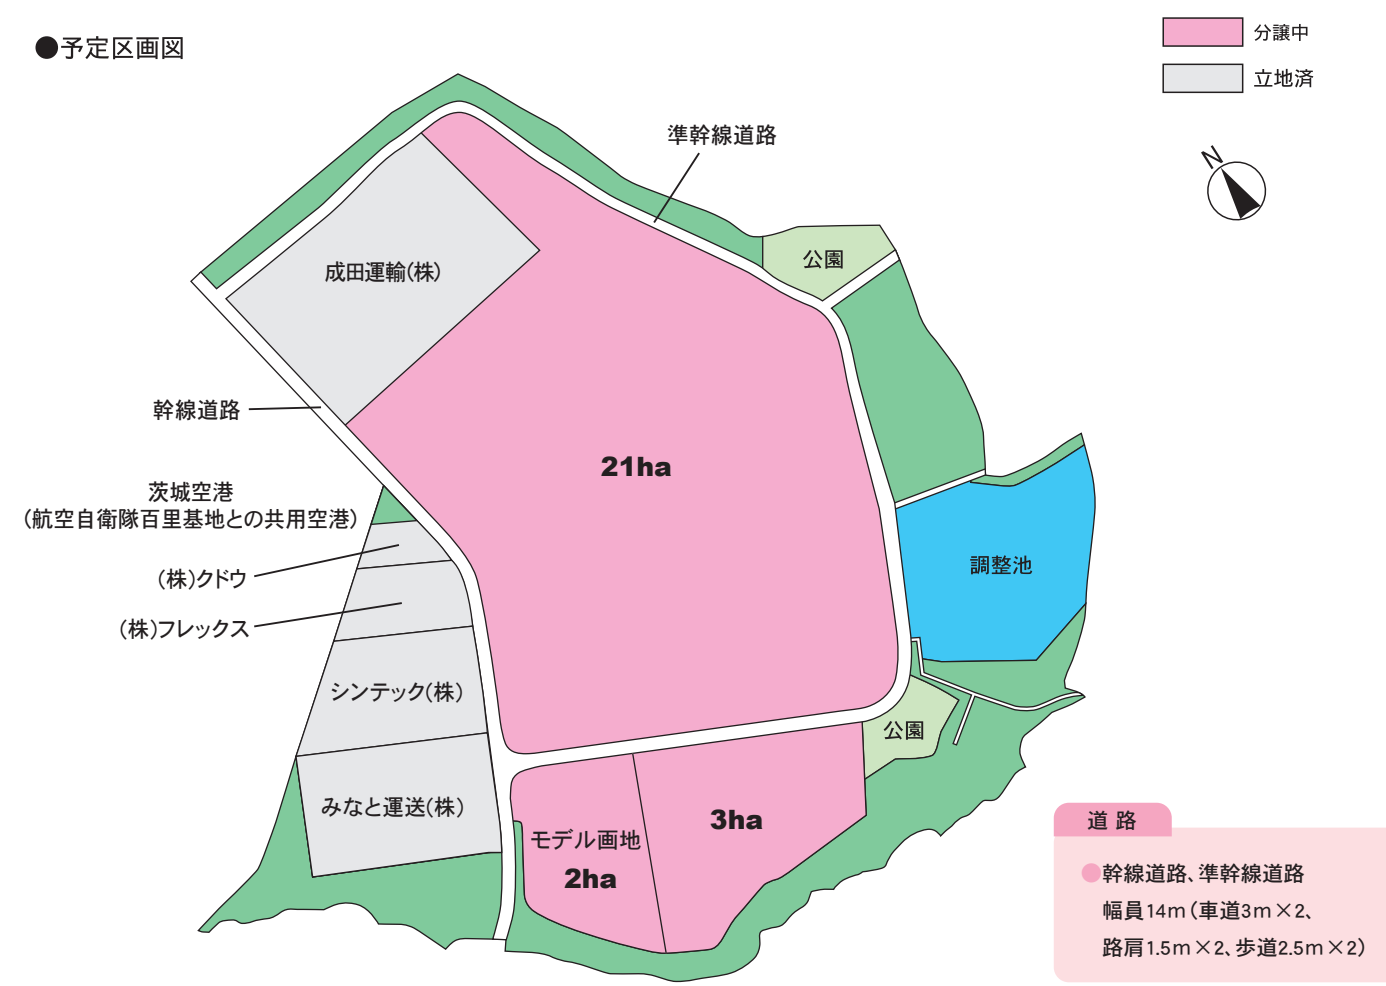 ●予定区画図
分譲中
立地済
N
準幹線道路
公園
成田運輸(株)
幹線道路
21ha
茨城空港
(航空自衛隊百里基地との共用空港)
(株)クドウ
(株)フレックス
調整池
シンテック(株)
公園
みなと運送(株)
モデル画地
2ha
3ha
道路
●幹線道路、準幹線道路
幅員14m(車道3m×2、
路肩1.5m×2、歩道2.5m×2)